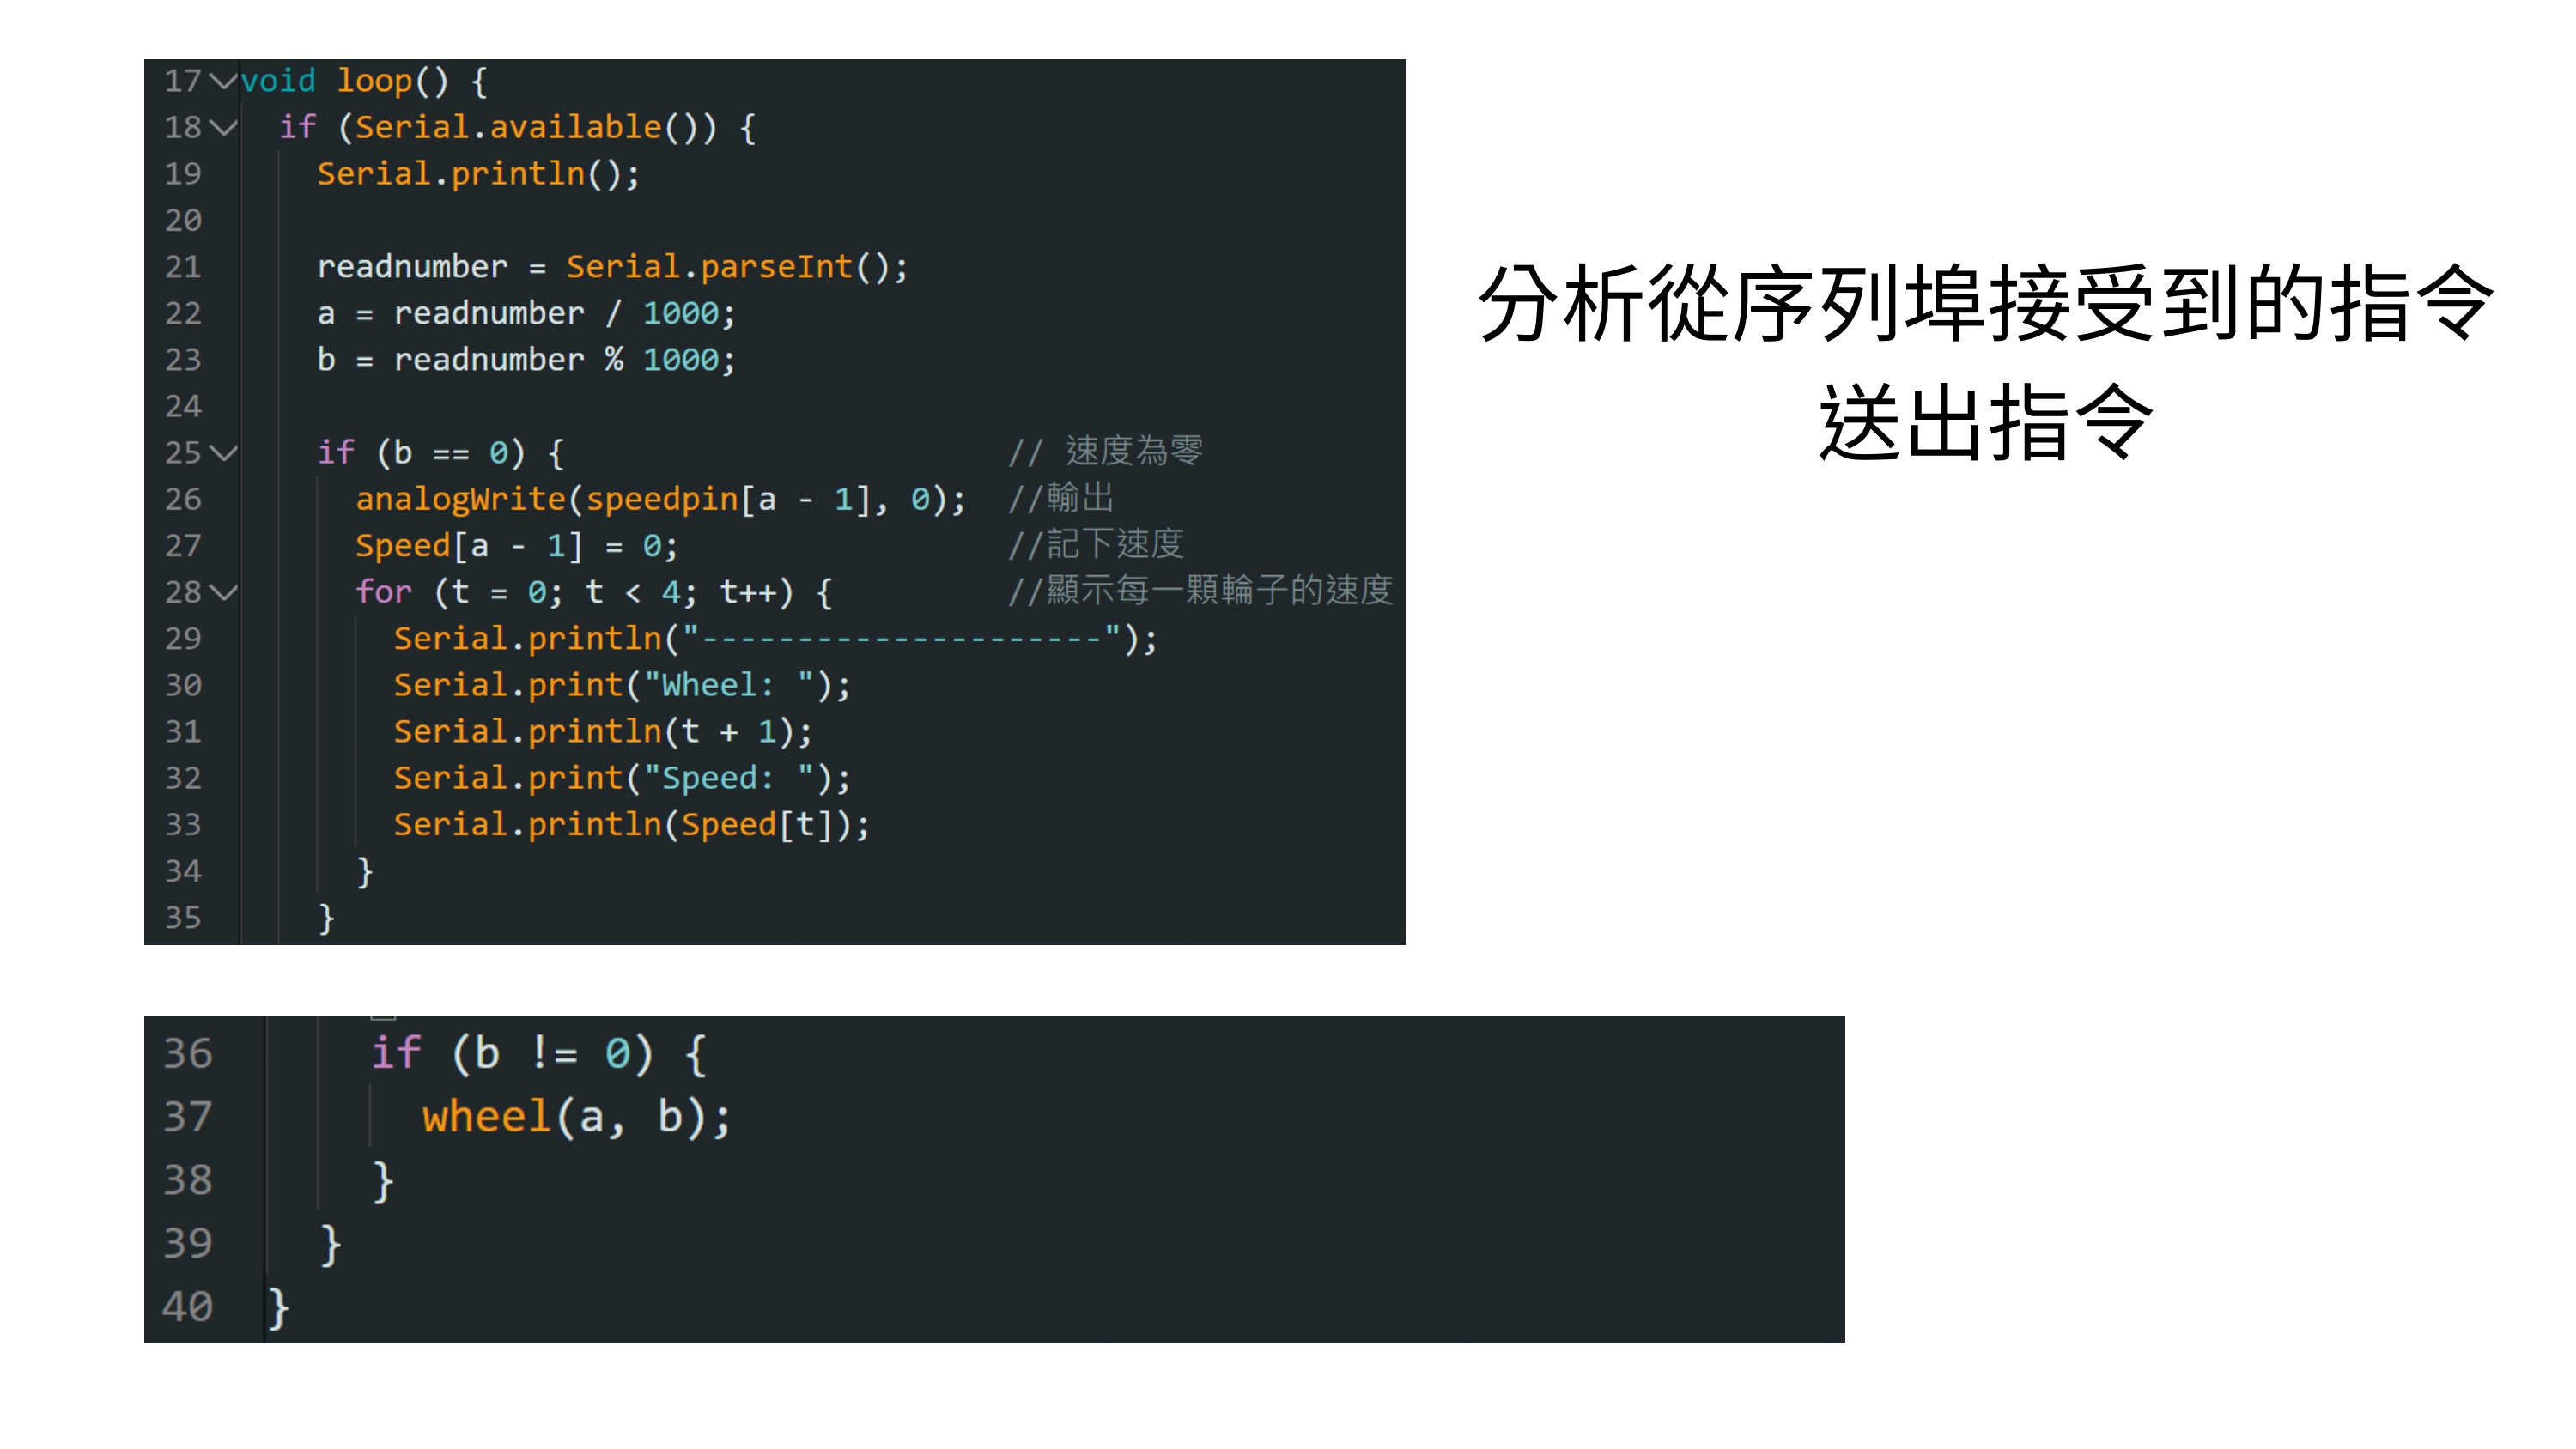 17 void loop() {
18 if (Serial.available()) {
19 Serial.println();
20
21 readnumber = Serial.parseInt();
22 a = readnumber / 1000;
23 b = readnumber % 1000;
24
25 if (b == 0) { // 速度為零
26 analogWrite(speedpin[a - 1], 0); //輸出
27 Speed[a - 1] = 0; //記下速度
28 for (t = 0; t < 4; t++) { //顯示每一顆輪子的速度
29 Serial.println("---------------------");
30 Serial.print("Wheel: ");
31 Serial.println(t + 1);
32 Serial.print("Speed: ");
33 Serial.println(Speed[t]);
34 }
35 }
分析從序列埠接受到的指令
送出指令
36 if (b != 0) {
37 wheel(a, b);
38 }
39 }
40 }